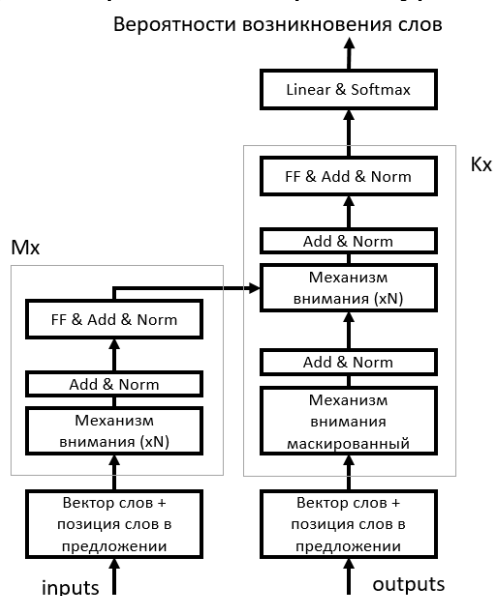 Вероятности возникновения слов
Linear & Softmax
Kx
FF & Add & Norm
Add & Norm
Механизм
внимания (xN)
Add & Norm
Механизм
внимания
маскированный
Вектор слов +
позиция слов в
предложении
outputs
Mx
FF & Add & Norm
Add & Norm
Механизм
внимания (xN)
Вектор слов +
позиция слов в
предложении
inputs